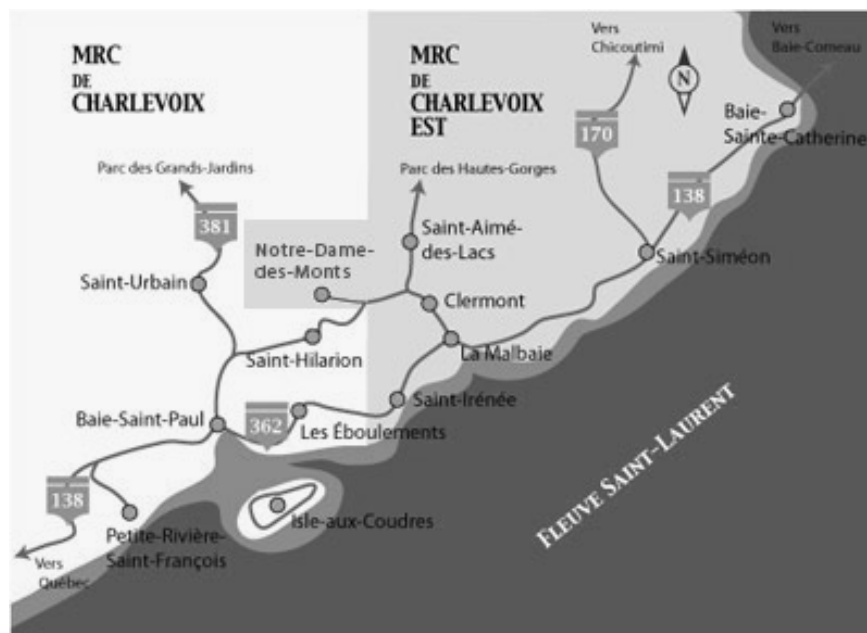 MRC
DE
CHARLEVOIX
MRC
DE
CHARLEVOIX
EST
Vers
Chicoutimi
N
Vers
Baie-Comeau
170
Baie-
Sainte-Catherine
Parc des Grands-Jardins
Parc des Hautes-Gorges
138
381
Notre-Dame-
des-Monts
Saint-Aimé-
des-Lacs
Saint-Siméon
Saint-Urbain
Clermont
Saint-Hilarion
La Malbaie
Saint-Irénée
Baie-Saint-Paul
362
Les Éboulements
FLEUVE SAINT-LAURENT
138
Isle-aux-Coudres
Petite-Rivière-
Saint-François
Vers
Québec